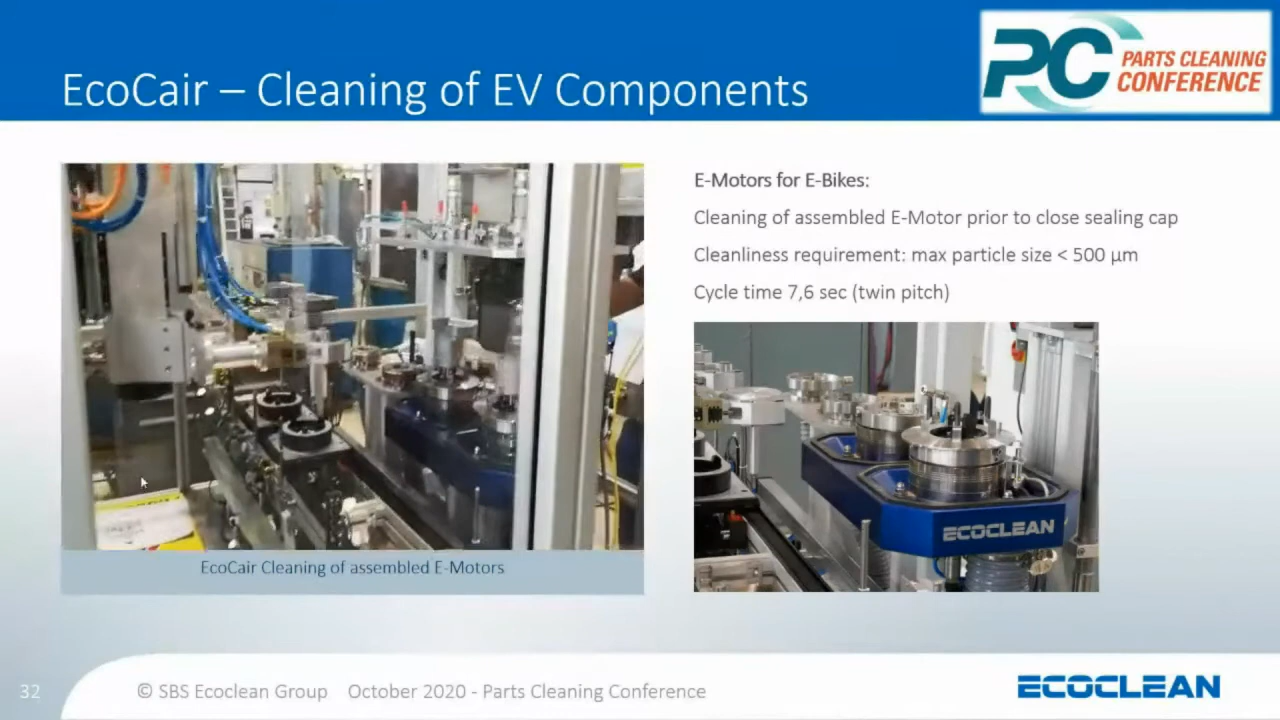 EcoCair – Cleaning of EV Components
PC PARTS CLEANING
CONFERENCE
E-Motors for E-Bikes:
Cleaning of assembled E-Motor prior to close sealing cap
Cleanliness requirement: max particle size < 500 µm
Cycle time 7,6 sec (twin pitch)
ECOCLEAN
EcoCair Cleaning of assembled E-Motors
32
© SBS Ecoclean Group October 2020 - Parts Cleaning Conference
ECOCLEAN